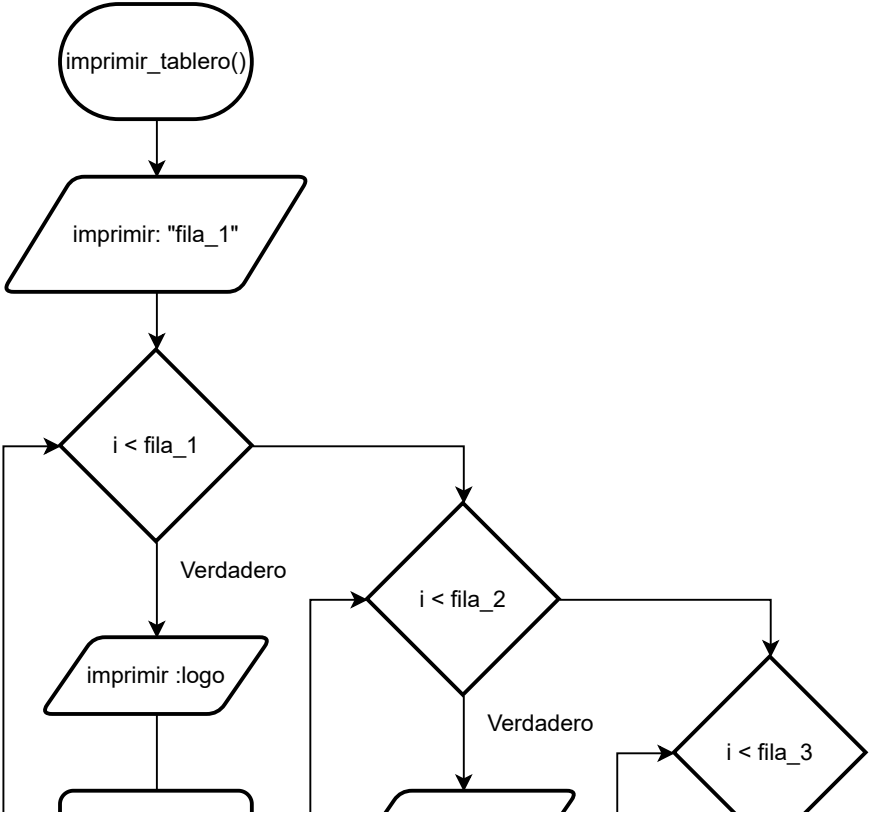 imprimir_tablero()
imprimir: "fila_1"
i < fila_1
Verdadero
imprimir :logo
i < fila_2
Verdadero
i < fila_3